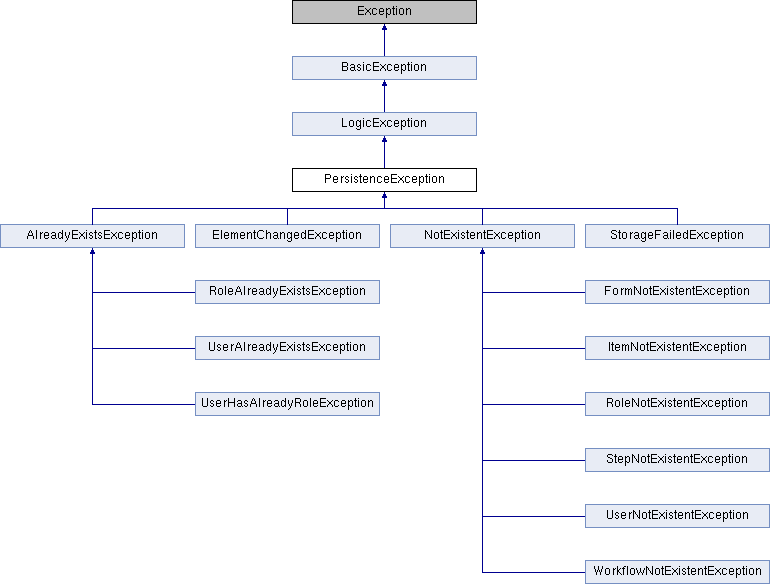 Exception
BasicException
LogicException
PersistenceException
AlreadyExistsException
ElementChangedException
NotExistentException
StorageFailedException
RoleAlreadyExistsException
FormNotExistentException
UserAlreadyExistsException
ItemNotExistentException
UserHasAlreadyRoleException
RoleNotExistentException
StepNotExistentException
UserNotExistentException
WorkflowNotExistentException